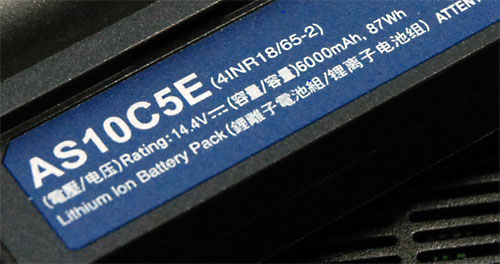 AS10C5E (4INR18/65-2)
(電壓/电压)Rating: 14.4V⎓(容量/容量)6000mAh, 87Wh
Lithium Ion Battery Pack(鋰離子電池組/锂离子电池组) ATTENT